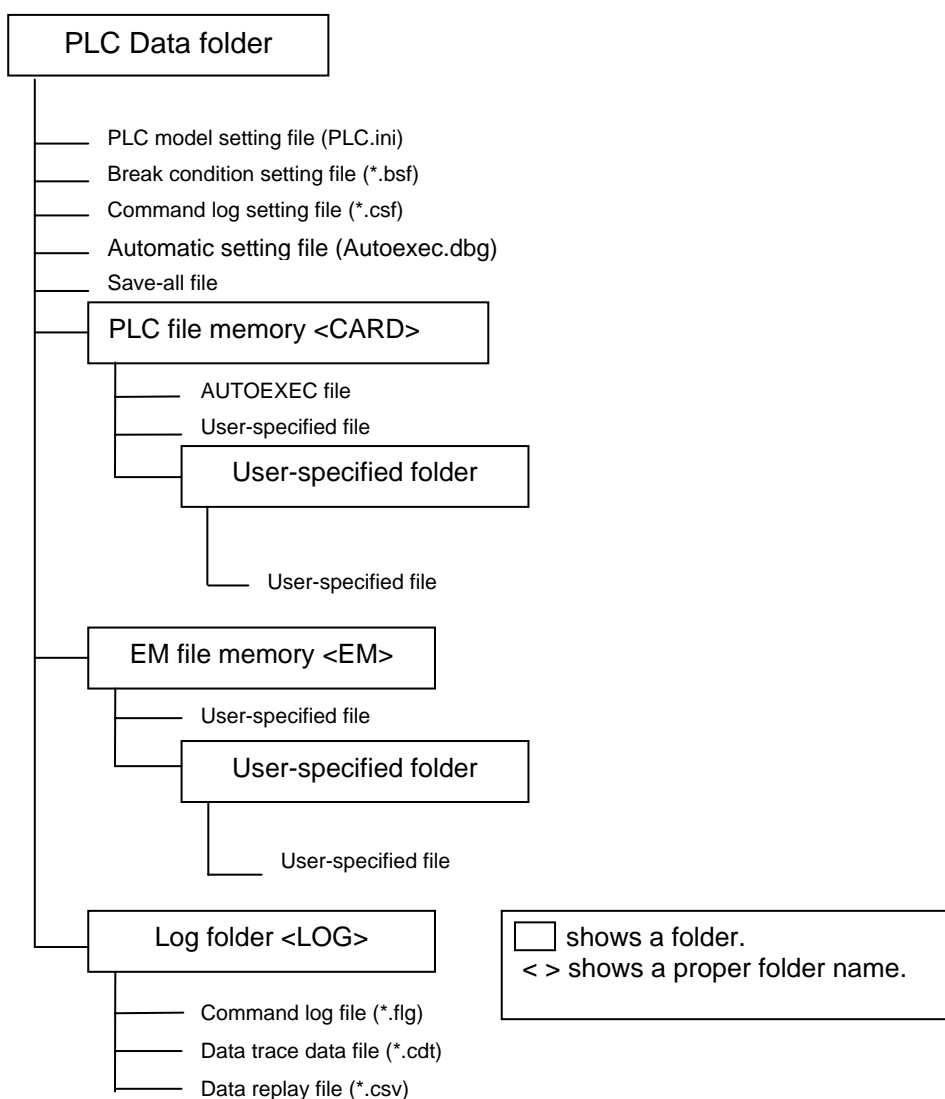 PLC Data folder
PLC model setting file (PLC.ini)
Break condition setting file (*.bsf)
Command log setting file (*.csf)
Automatic setting file (Autoexec.dbg)
Save-all file
PLC file memory <CARD>
AUTOEXEC file
User-specified file
User-specified folder
User-specified file
EM file memory <EM>
User-specified file
User-specified folder
User-specified file
Log folder <LOG>
Command log file (*.flg)
Data trace data file (*.cdt)
Data replay file (*.csv)
shows a folder.
< > shows a proper folder name.